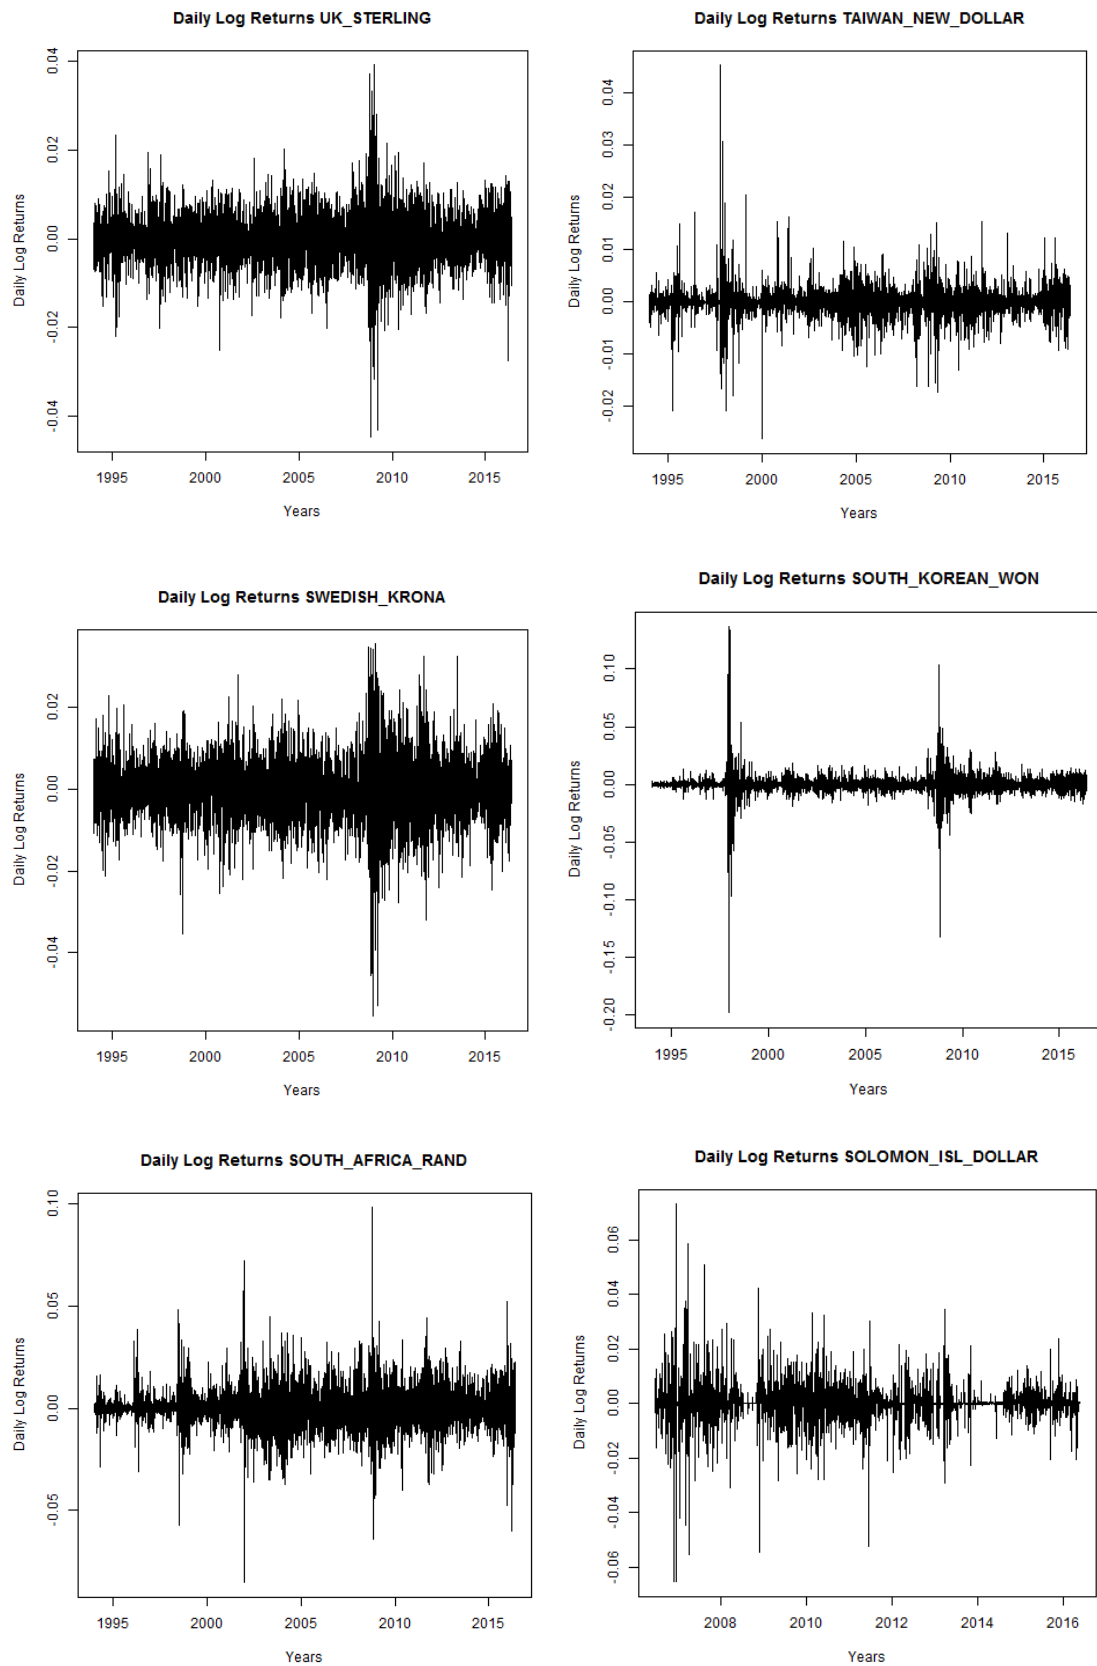 Daily Log Returns UK_STERLING
Daily Log Returns
0.04
0.02
0.00
-0.02
-0.04
1995 2000 2005 2010 2015
Years
Daily Log Returns TAIWAN_NEW_DOLLAR
Daily Log Returns
0.04
0.03
0.02
0.01
0.00
-0.01
-0.02
1995 2000 2005 2010 2015
Years
Daily Log Returns SWEDISH_KRONA
Daily Log Returns
0.02
0.00
-0.02
-0.04
1995 2000 2005 2010 2015
Years
Daily Log Returns SOUTH_KOREAN_WON
Daily Log Returns
0.10
0.05
0.00
-0.05
-0.10
-0.15
-0.20
1995 2000 2005 2010 2015
Years
Daily Log Returns SOUTH_AFRICA_RAND
Daily Log Returns
0.10
0.05
0.00
-0.05
1995 2000 2005 2010 2015
Years
Daily Log Returns SOLOMON_ISL_DOLLAR
Daily Log Returns
0.06
0.04
0.02
0.00
-0.02
-0.04
-0.06
2008 2010 2012 2014 2016
Years